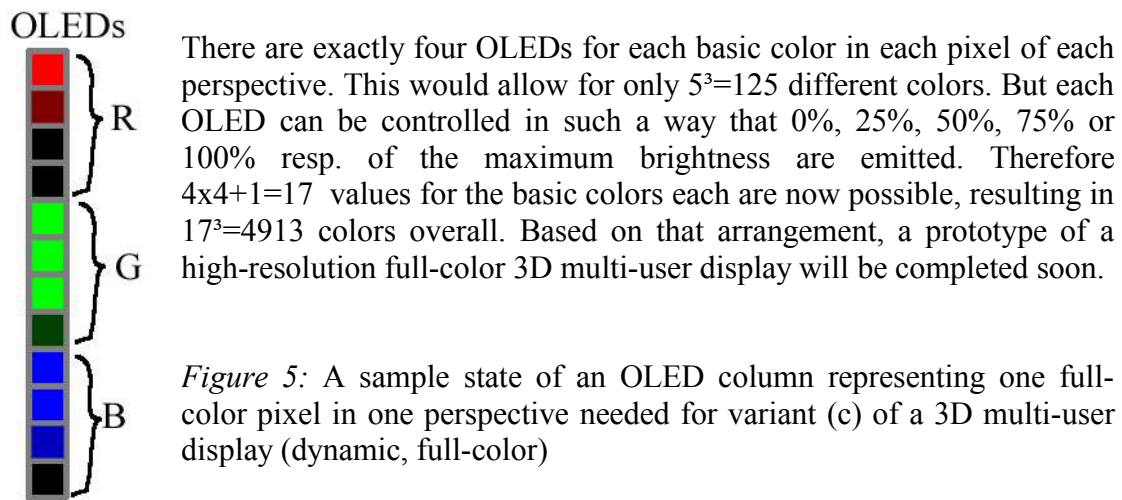 OLEDs
R
G
B
There are exactly four OLEDs for each basic color in each pixel of each
perspective. This would allow for only 5³=125 different colors. But each
OLED can be controlled in such a way that 0%, 25%, 50%, 75% or
100% resp. of the maximum brightness are emitted. Therefore
4x4+1=17 values for the basic colors each are now possible, resulting in
17³=4913 colors overall. Based on that arrangement, a prototype of a
high-resolution full-color 3D multi-user display will be completed soon.
Figure 5: A sample state of an OLED column representing one full-
color pixel in one perspective needed for variant (c) of a 3D multi-user
display (dynamic, full-color)